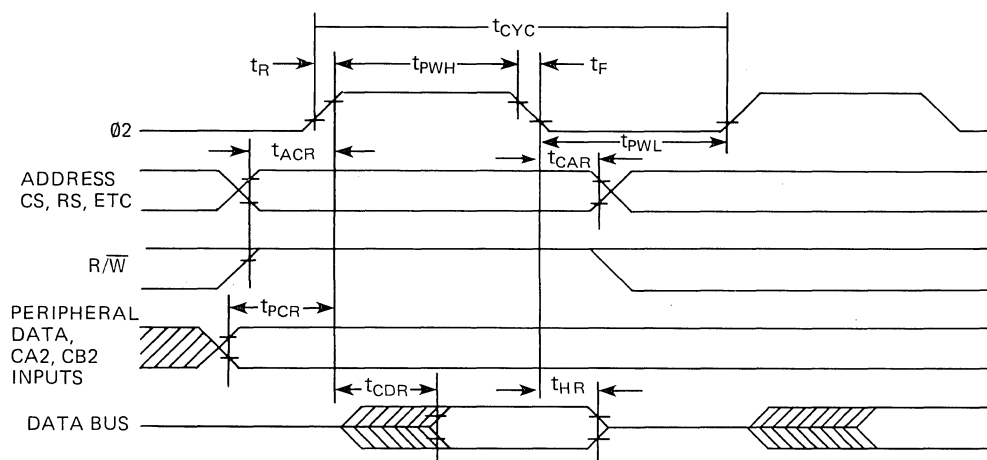 tCYC
tR
tPWH
tF
Ø2
tACR
tCAR
tPWL
ADDRESS
CS, RS, ETC
R/W̅
tPCR
PERIPHERAL
DATA,
CA2, CB2
INPUTS
tCDR
tHR
DATA BUS